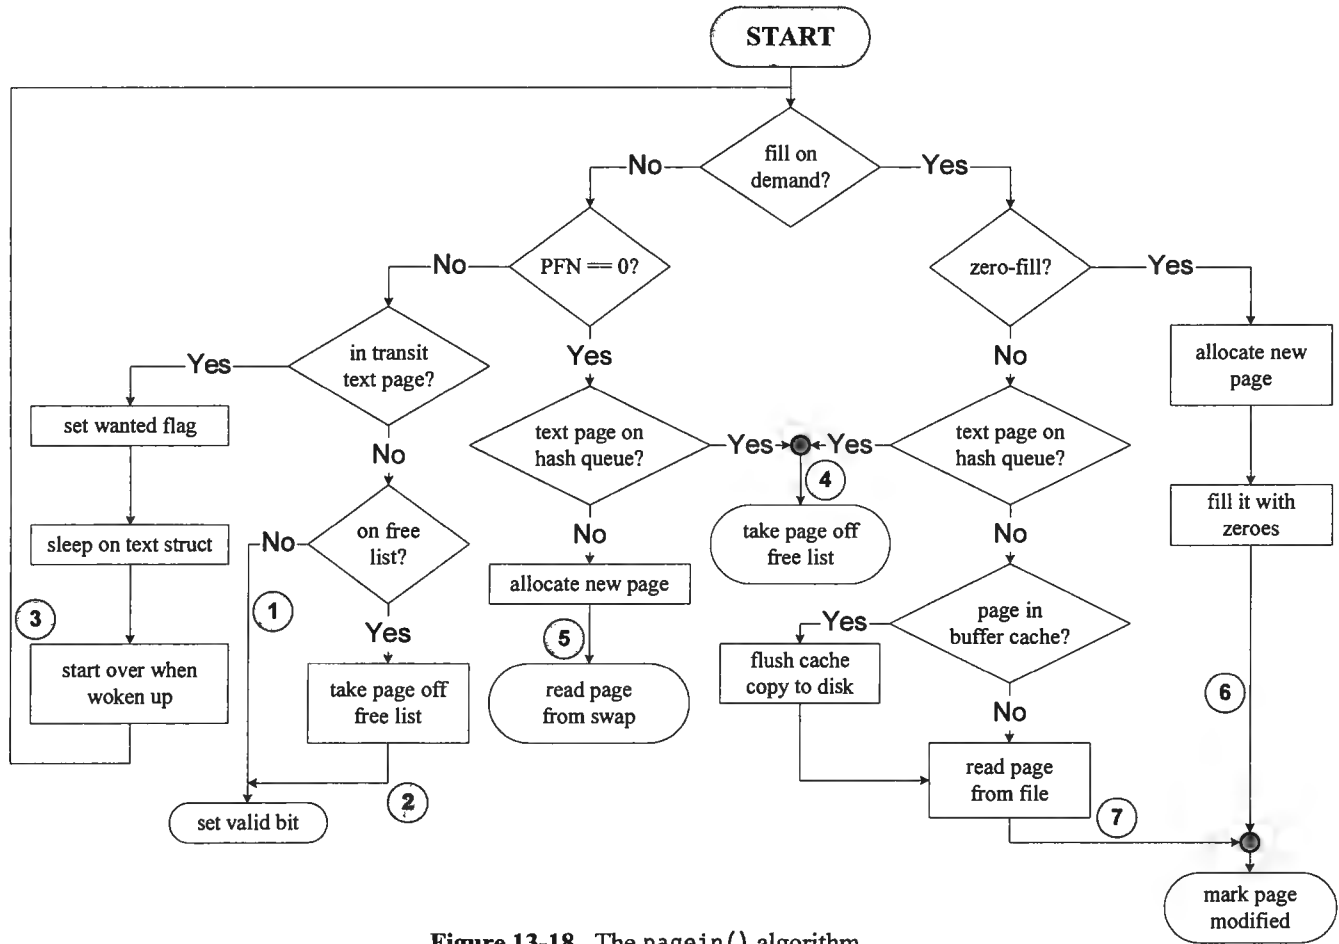 START
fill on
demand?
No
Yes
PFN == 0?
zero-fill?
No
Yes
in transit
text page?
Yes
Yes
No
allocate new
page
set wanted flag
text page on
hash queue?
Yes
Yes
text page on
hash queue?
No
4
fill it with
zeroes
sleep on text struct
No
on free
list?
No
take page off
free list
No
allocate new page
3
1
Yes
5
Yes
page in
buffer cache?
start over when
woken up
take page off
free list
read page
from swap
flush cache
copy to disk
6
No
2
read page
from file
set valid bit
7
mark page
modified
Figure 13-18. The pagein() algorithm